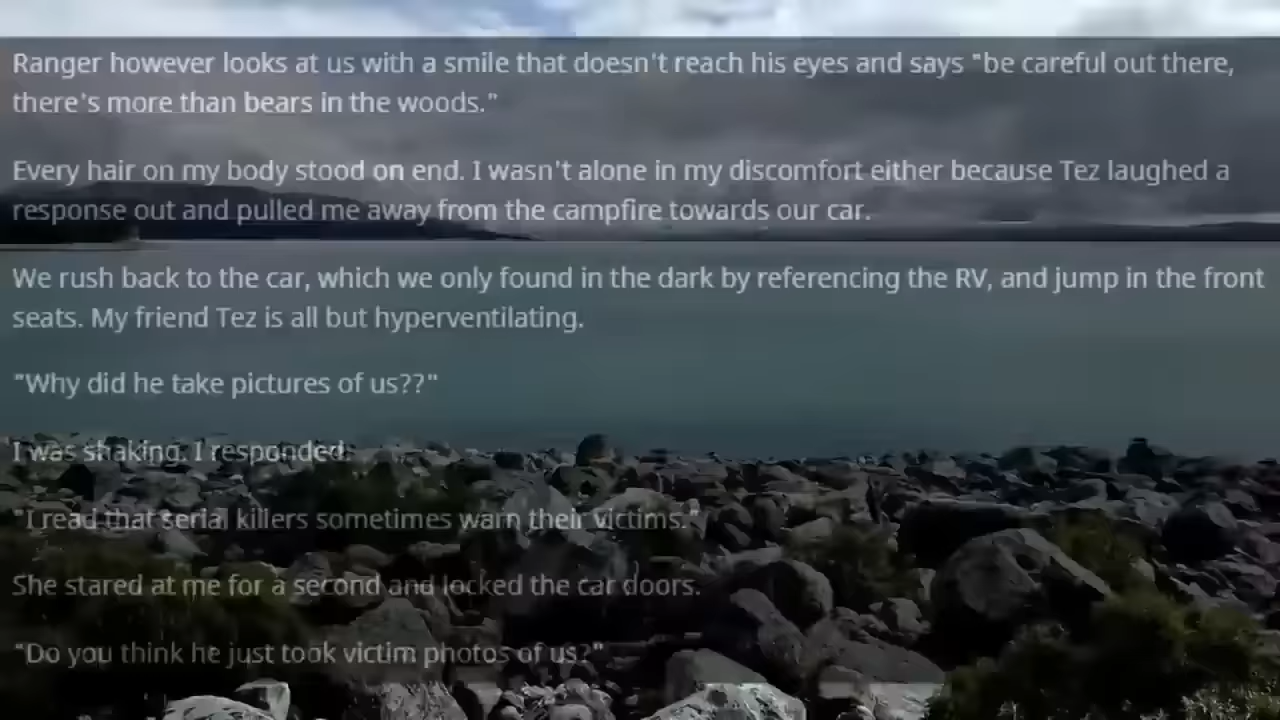 Ranger however looks at us with a smile that doesn't reach his eyes and says "be careful out there,
there's more than bears in the woods."
Every hair on my body stood on end. I wasn't alone in my discomfort either because Tez laughed a
response out and pulled me away from the campfire towards our car.
We rush back to the car, which we only found in the dark by referencing the RV, and jump in the front
seats. My friend Tez is all but hyperventilating.
"Why did he take pictures of us??"
I was shaking. I responded.
"I read that serial killers sometimes warn their victims."
She stared at me for a second and locked the car doors.
"Do you think he just took victim photos of us?"